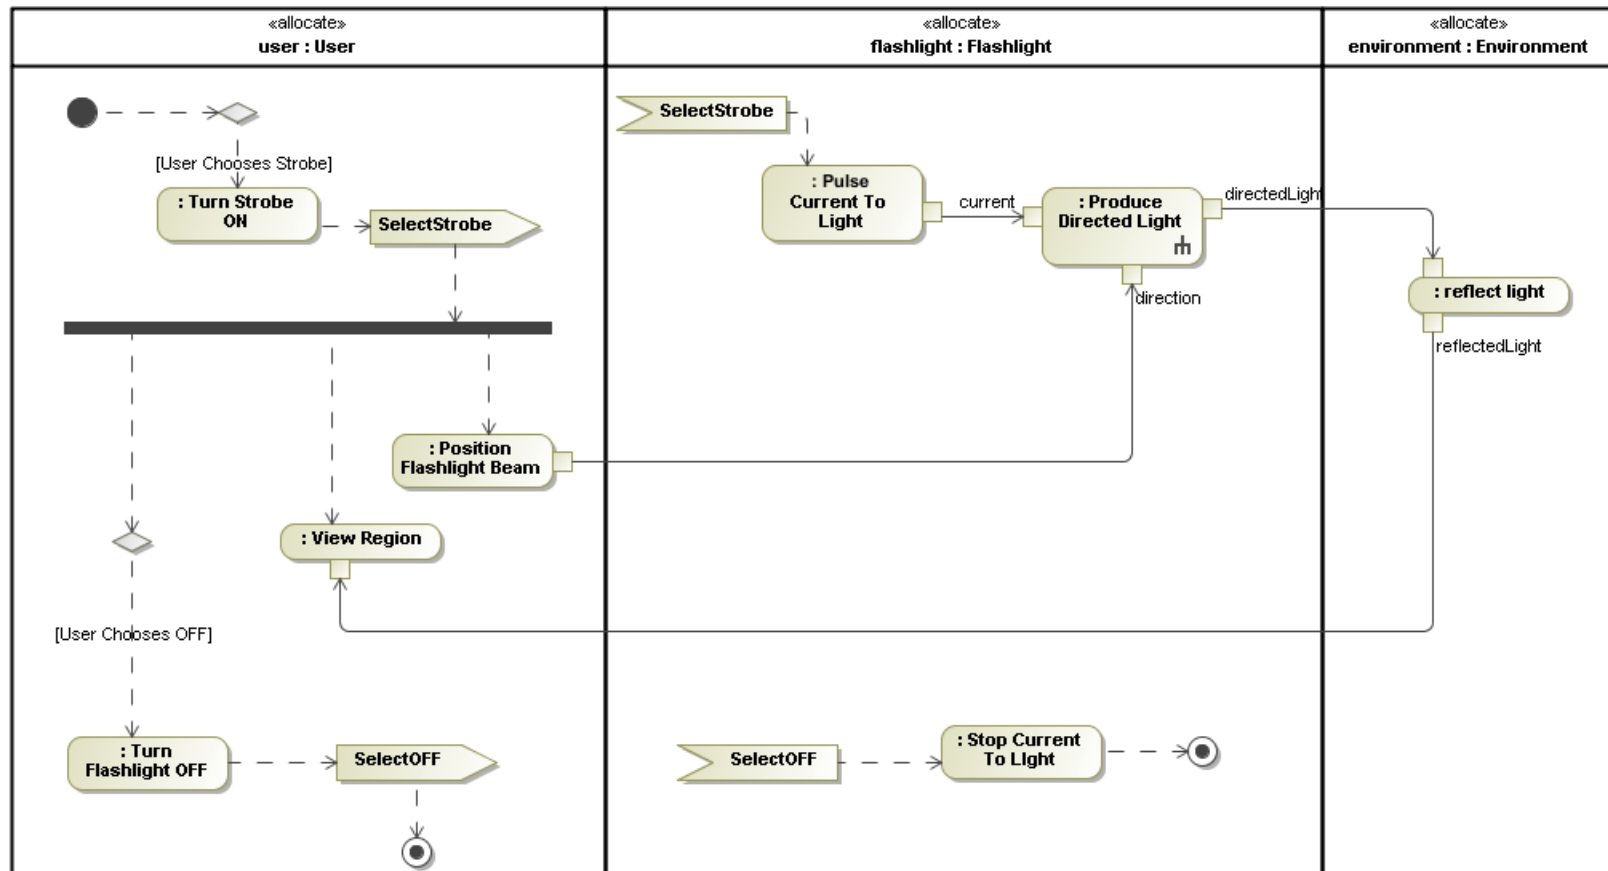 «allocate»
user : User
«allocate»
flashlight : Flashlight
«allocate»
environment : Environment
[User Chooses Strobe]
: Turn Strobe
ON
SelectStrobe
SelectStrobe
: Pulse
Current To
Light
current
: Produce
Directed Light
directedLight
direction
: reflect light
reflectedLight
: Position
Flashlight Beam
: View Region
[User Chooses OFF]
: Turn
Flashlight OFF
SelectOFF
SelectOFF
: Stop Current
To Light